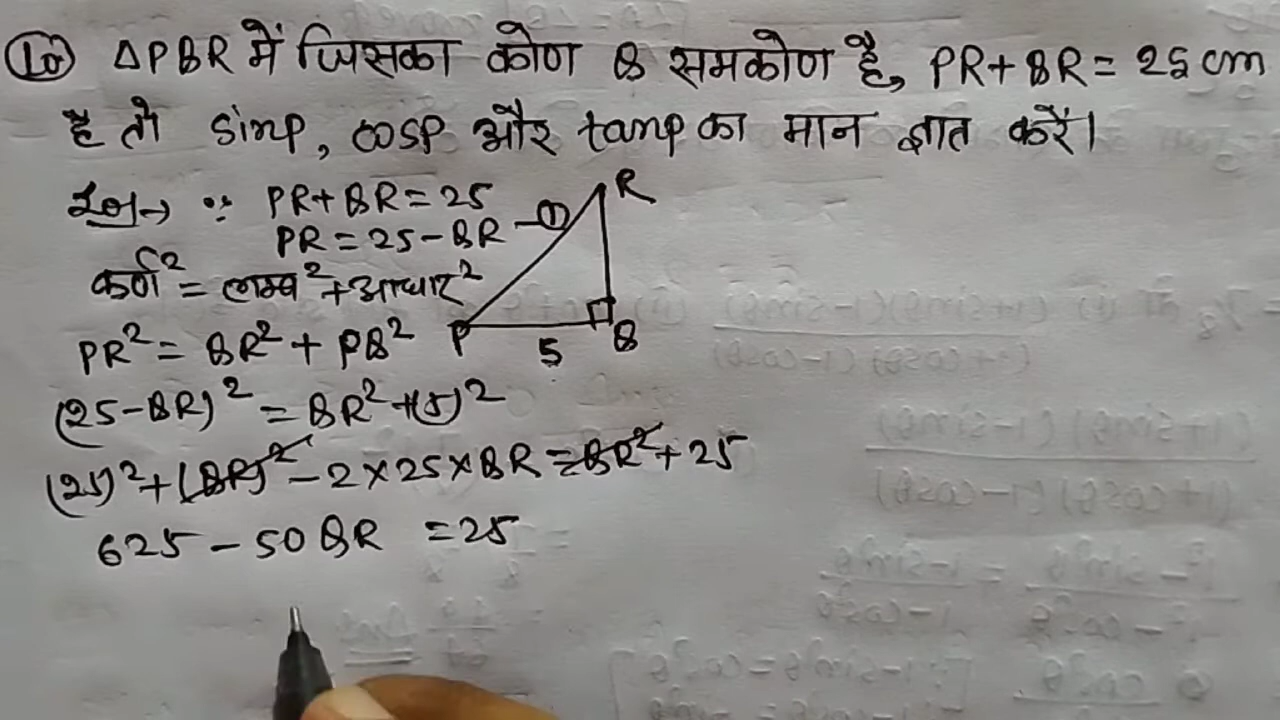 10 ΔPQR में जिसका कोण Q समकोण है, PR+QR = 25 cm
है तो sinp, cosp और tanp का मान ज्ञात करें।
हल→ ∵ PR+QR = 25
PR = 25-QR —①
कर्ण² = लम्ब² + आधार²
PR² = QR² + PQ²
(25-QR)² = QR² + (5)²
(25)² + (QR)² - 2×25×QR = QR² + 25
625 - 50QR = 25
R
P
5
Q